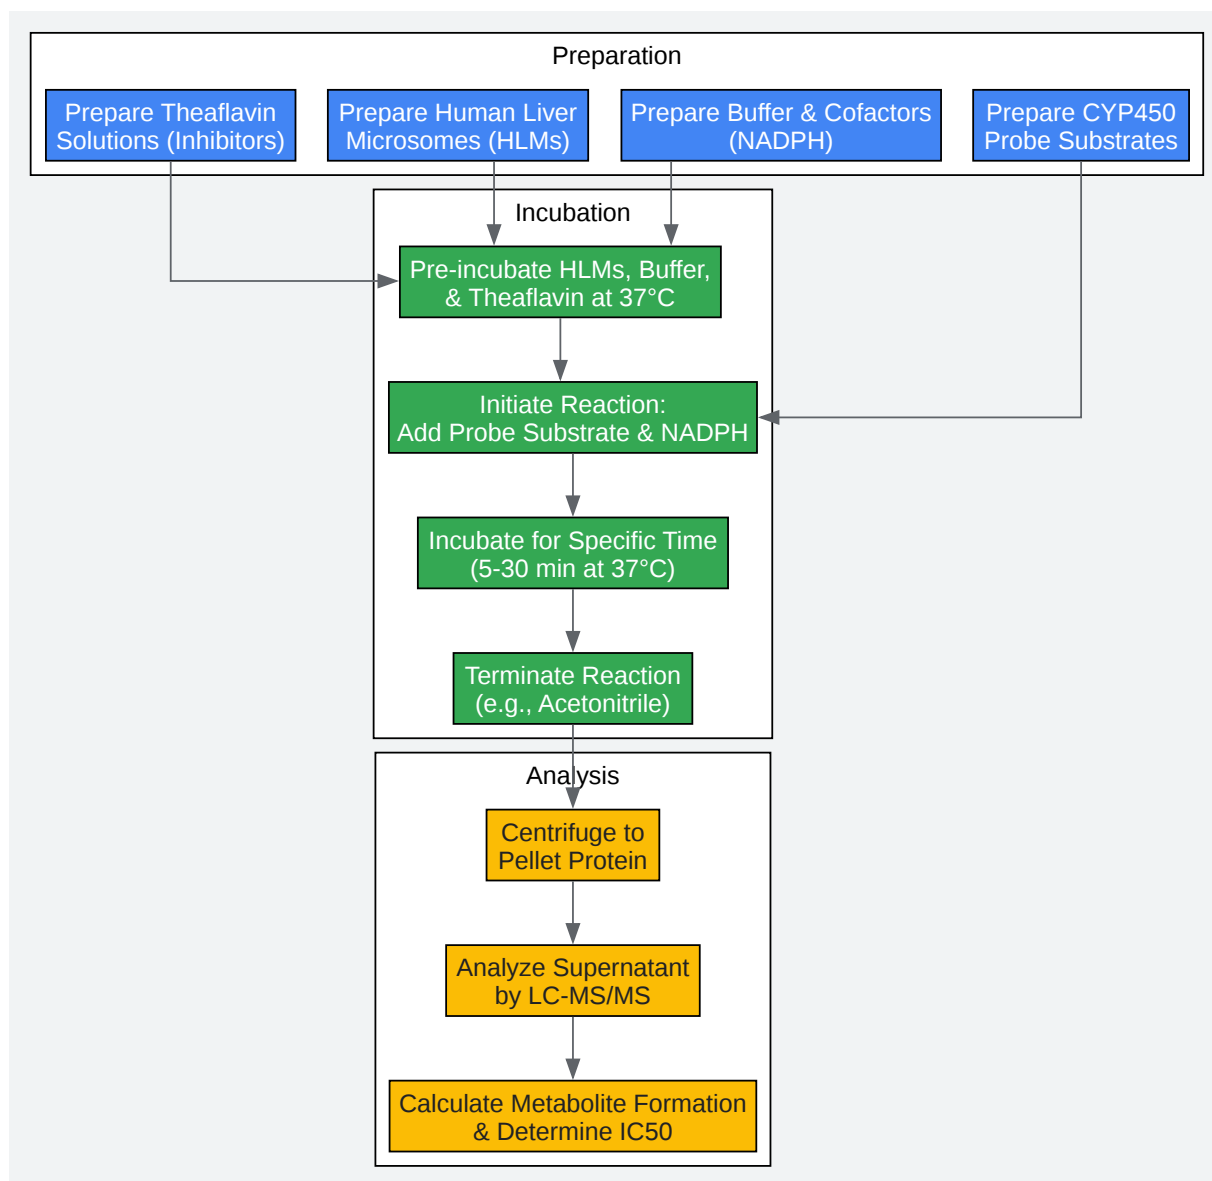 Preparation
Prepare Theaflavin
Solutions (Inhibitors)
Prepare Human Liver
Microsomes (HLMs)
Prepare Buffer & Cofactors
(NADPH)
Prepare CYP450
Probe Substrates
Incubation
Pre-incubate HLMs, Buffer,
& Theaflavin at 37°C
Initiate Reaction:
Add Probe Substrate & NADPH
Incubate for Specific Time
(5-30 min at 37°C)
Terminate Reaction
(e.g., Acetonitrile)
Analysis
Centrifuge to
Pellet Protein
Analyze Supernatant
by LC-MS/MS
Calculate Metabolite Formation
& Determine IC50